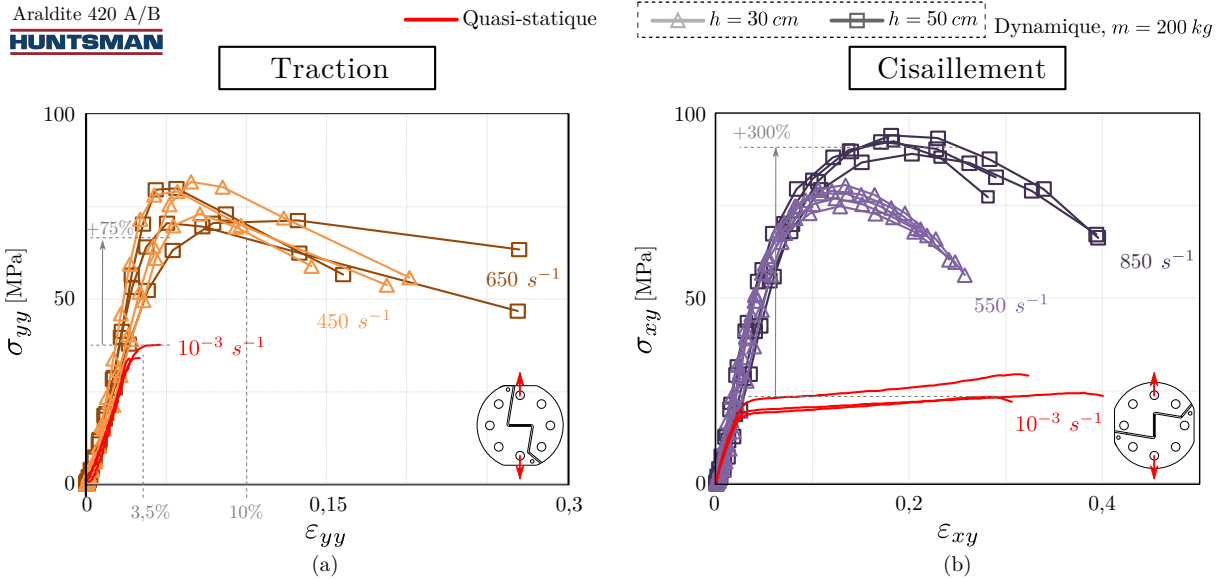 Araldite 420 A/B
HUNTSMAN
Quasi-statique
h = 30 cm
h = 50 cm
Dynamique, m = 200 kg
Traction
Cisaillement
100
50
0
σyy [MPa]
+75%
650 s⁻¹
450 s⁻¹
10⁻³ s⁻¹
0
0,15
0,3
3,5%
10%
εyy
(a)
100
50
0
σxy [MPa]
+300%
850 s⁻¹
550 s⁻¹
10⁻³ s⁻¹
0
0,2
0,4
εxy
(b)